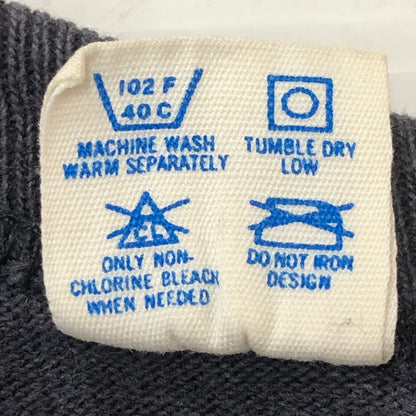 102 F
40 C
MACHINE WASH
WARM SEPARATELY
TUMBLE DRY
LOW
CL
ONLY NON-
CHLORINE BLEACH
WHEN NEEDED
DO NOT IRON
DESIGN